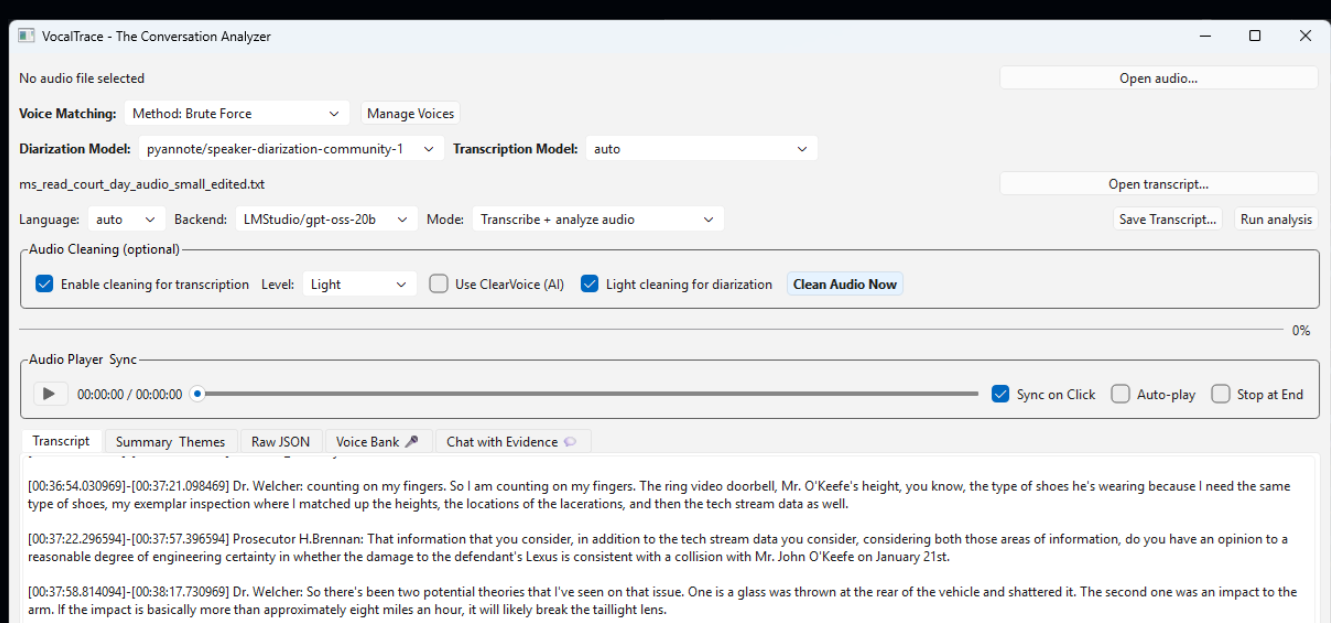 VocalTrace - The Conversation Analyzer
No audio file selected
Open audio...
Voice Matching: Method: Brute Force Manage Voices
Diarization Model: pyannote/speaker-diarization-community-1 Transcription Model: auto
ms_read_court_day_audio_small_edited.txt
Open transcript...
Language: auto Backend: LMStudio/gpt-oss-20b Mode: Transcribe + analyze audio Save Transcript... Run analysis
Audio Cleaning (optional)
Enable cleaning for transcription Level: Light Use ClearVoice (AI) Light cleaning for diarization Clean Audio Now
0%
Audio Player Sync
00:00:00 / 00:00:00 Sync on Click Auto-play Stop at End
Transcript Summary Themes Raw JSON Voice Bank Chat with Evidence
[00:36:54.030969]-[00:37:21.098469] Dr. Welcher: counting on my fingers. So I am counting on my fingers. The ring video doorbell, Mr. O'Keefe's height, you know, the type of shoes he's wearing because I need the same
type of shoes, my exemplar inspection where I matched up the heights, the locations of the lacerations, and then the tech stream data as well.
[00:37:22.296594]-[00:37:57.396594] Prosecutor H.Brennan: That information that you consider, in addition to the tech stream data you consider, considering both those areas of information, do you have an opinion to a
reasonable degree of engineering certainty in whether the damage to the defendant's Lexus is consistent with a collision with Mr. John O'Keefe on January 21st.
[00:37:58.814094]-[00:38:17.730969] Dr. Welcher: So there's been two potential theories that I've seen on that issue. One is a glass was thrown at the rear of the vehicle and shattered it. The second one was an impact to the
arm. If the impact is basically more than approximately eight miles an hour, it will likely break the taillight lens.